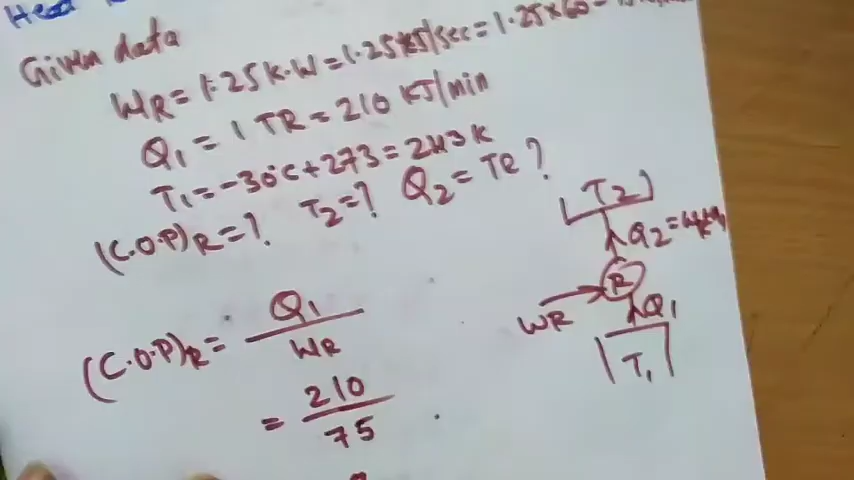 Given data
WR = 1.25 K.W = 1.25 KJ/sec = 1.25 x 60 =
Q1 = 1 TR = 210 KJ/min
T1 = -30°C + 273 = 243 K
(C.O.P)R = ? T2 = ? Q2 = TR ?
T2
Q2 =
R
WR
Q1
T1
(C.O.P)R = Q1 / WR
= 210 / 75